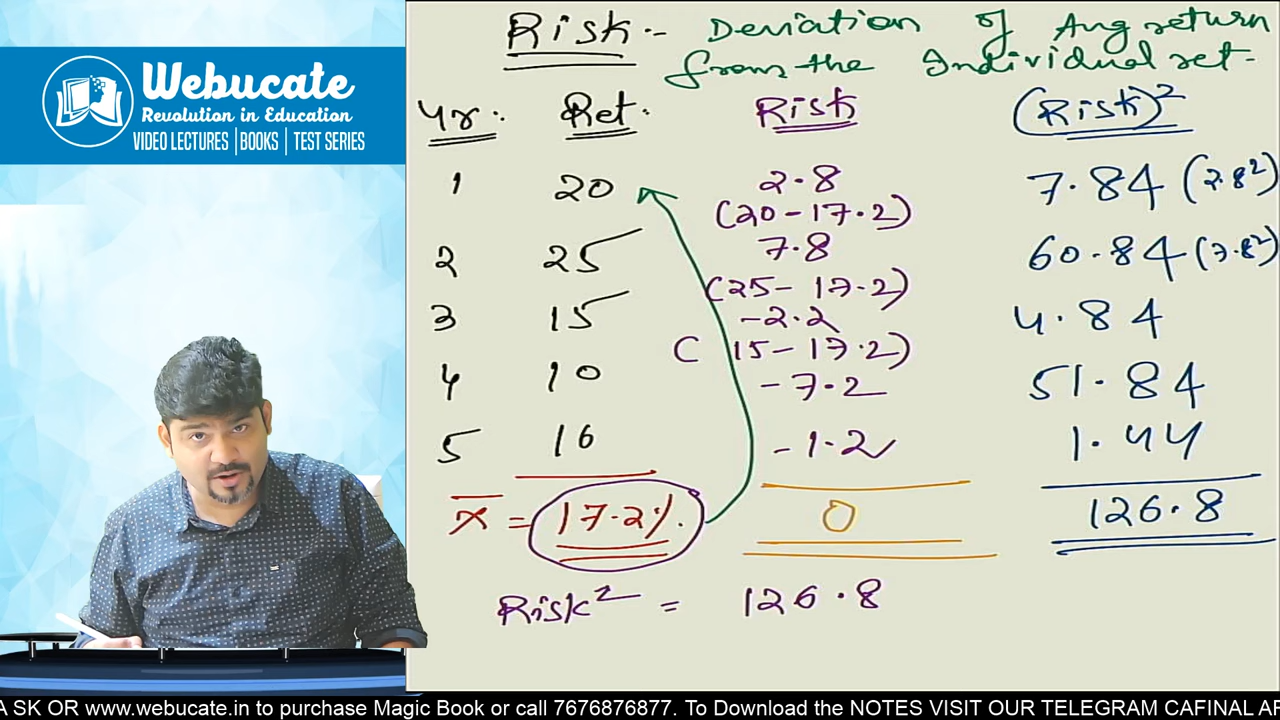 Webucate
Revolution in Education
VIDEO LECTURES | BOOKS | TEST SERIES
Risk:- Deviation of Avg return
from the Individual ret.
Yr. Ret. Risk (Risk)²
1 20 2.8 7.84 (2.8²)
(20-17.2)
2 25 7.8 60.84 (7.8²)
(25-17.2)
3 15 -2.2 4.84
(15-17.2)
4 10 -7.2 51.84
5 16 -1.2 1.44
x̄ = 17.2%. 0 126.8
Risk² = 126.8
A SK OR www.webucate.in to purchase Magic Book or call 7676876877. To Download the NOTES VISIT OUR TELEGRAM CAFINAL AF